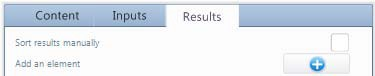 Content Inputs Results
Sort results manually
Add an element